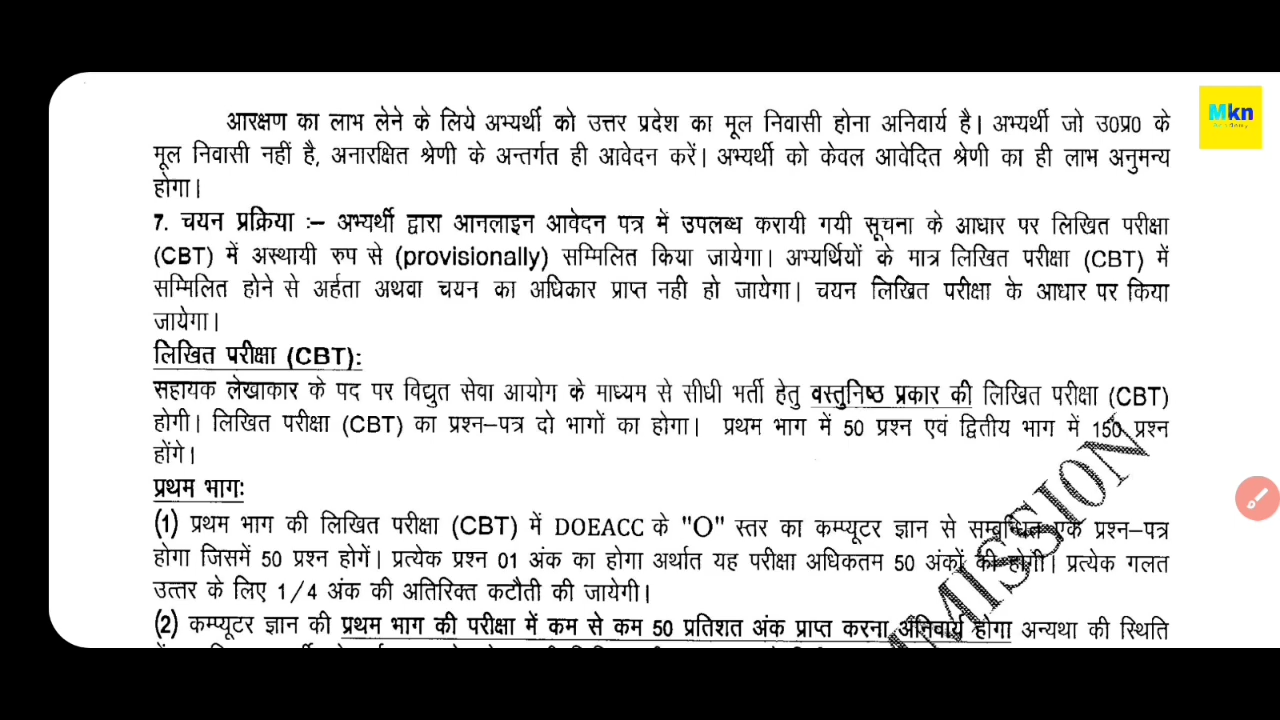 Mkn
Academy
आरक्षण का लाभ लेने के लिये अभ्यर्थी को उत्तर प्रदेश का मूल निवासी होना अनिवार्य है। अभ्यर्थी जो उ0प्र0 के
मूल निवासी नहीं है, अनारक्षित श्रेणी के अन्तर्गत ही आवेदन करें। अभ्यर्थी को केवल आवेदित श्रेणी का ही लाभ अनुमन्य
होगा।
7. चयन प्रक्रिया :– अभ्यर्थी द्वारा आनलाइन आवेदन पत्र में उपलब्ध करायी गयी सूचना के आधार पर लिखित परीक्षा
(CBT) में अस्थायी रुप से (provisionally) सम्मिलित किया जायेगा। अभ्यर्थियों के मात्र लिखित परीक्षा (CBT) में
सम्मिलित होने से अर्हता अथवा चयन का अधिकार प्राप्त नही हो जायेगा। चयन लिखित परीक्षा के आधार पर किया
जायेगा।
लिखित परीक्षा (CBT):
सहायक लेखाकार के पद पर विद्युत सेवा आयोग के माध्यम से सीधी भर्ती हेतु वस्तुनिष्ठ प्रकार की लिखित परीक्षा (CBT)
होगी। लिखित परीक्षा (CBT) का प्रश्न–पत्र दो भागों का होगा। प्रथम भाग में 50 प्रश्न एवं द्वितीय भाग में 150 प्रश्न
होंगे।
प्रथम भागः
(1) प्रथम भाग की लिखित परीक्षा (CBT) में DOEACC के "O" स्तर का कम्प्यूटर ज्ञान से सम्बन्धित एक प्रश्न–पत्र
होगा जिसमें 50 प्रश्न होगें। प्रत्येक प्रश्न 01 अंक का होगा अर्थात यह परीक्षा अधिकतम 50 अंकों की होगी। प्रत्येक गलत
उत्तर के लिए 1/4 अंक की अतिरिक्त कटौती की जायेगी।
(2) कम्प्यूटर ज्ञान की प्रथम भाग की परीक्षा में कम से कम 50 प्रतिशत अंक प्राप्त करना अनिवार्य होगा अन्यथा की स्थिति